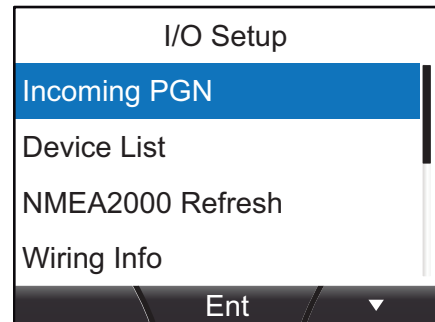 I/O Setup
Incoming PGN
Device List
NMEA2000 Refresh
Wiring Info
Ent